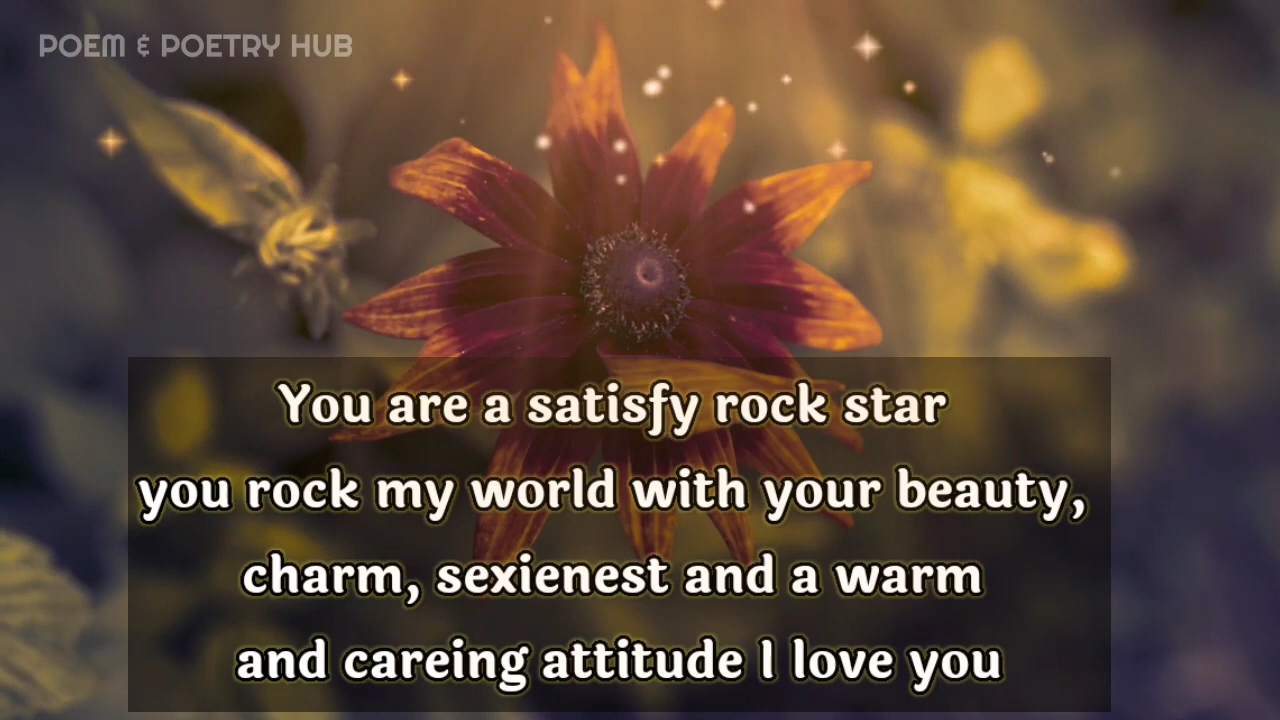 POEM & POETRY HUB
You are a satisfy rock star
you rock my world with your beauty,
charm, sexienest and a warm
and careing attitude I love you